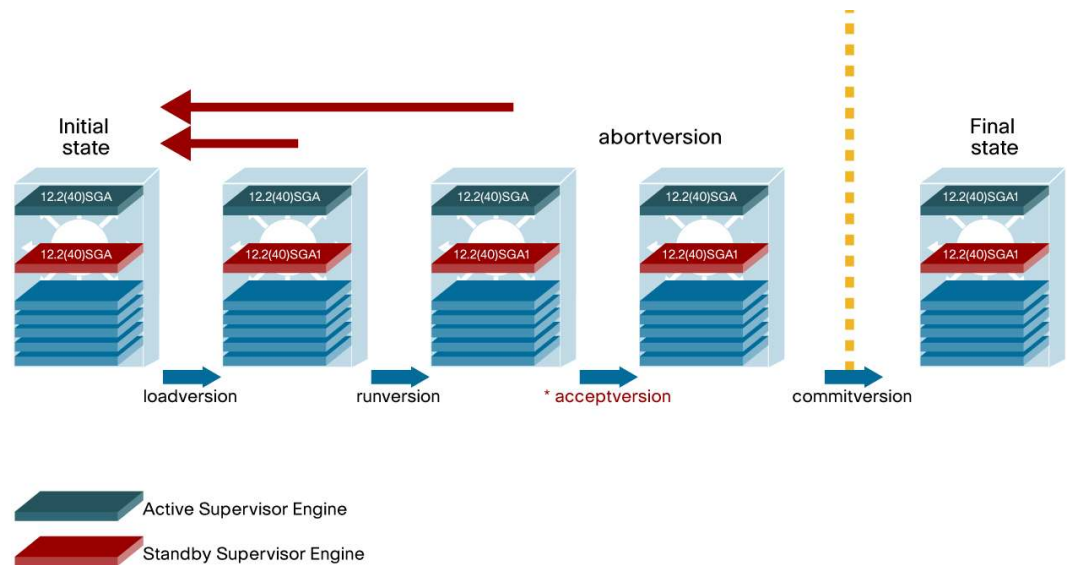 Initial
state
abortversion
Final
state
12.2(40)SGA
12.2(40)SGA
12.2(40)SGA
12.2(40)SGA
12.2(40)SGA1
12.2(40)SGA
12.2(40)SGA1
12.2(40)SGA1
12.2(40)SGA1
12.2(40)SGA1
loadversion
runversion
* acceptversion
commitversion
Active Supervisor Engine
Standby Supervisor Engine